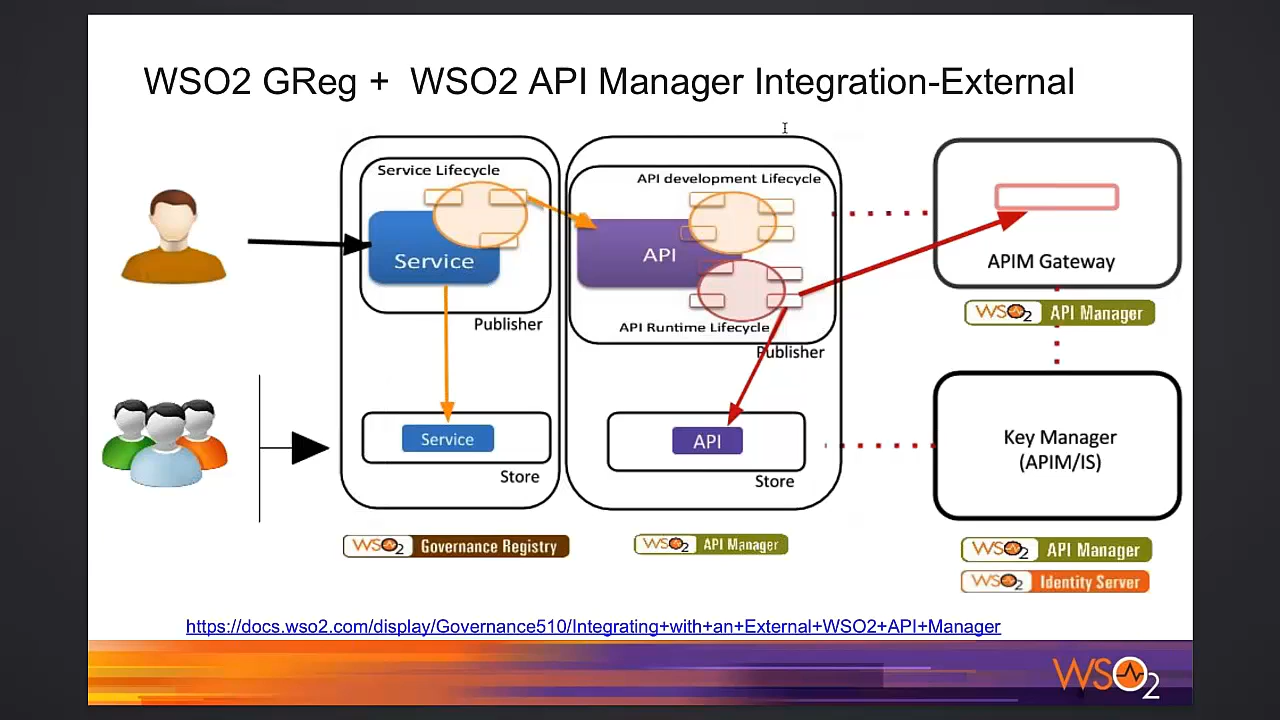 WSO2 GReg + WSO2 API Manager Integration-External
Service Lifecycle
Service
Publisher
Service
Store
WSO2 Governance Registry
API development Lifecycle
API
API Runtime Lifecycle
Publisher
API
Store
WSO2 API Manager
APIM Gateway
WSO2 API Manager
Key Manager
(APIM/IS)
WSO2 API Manager
WSO2 Identity Server
https://docs.wso2.com/display/Governance510/Integrating+with+an+External+WSO2+API+Manager
WSO2